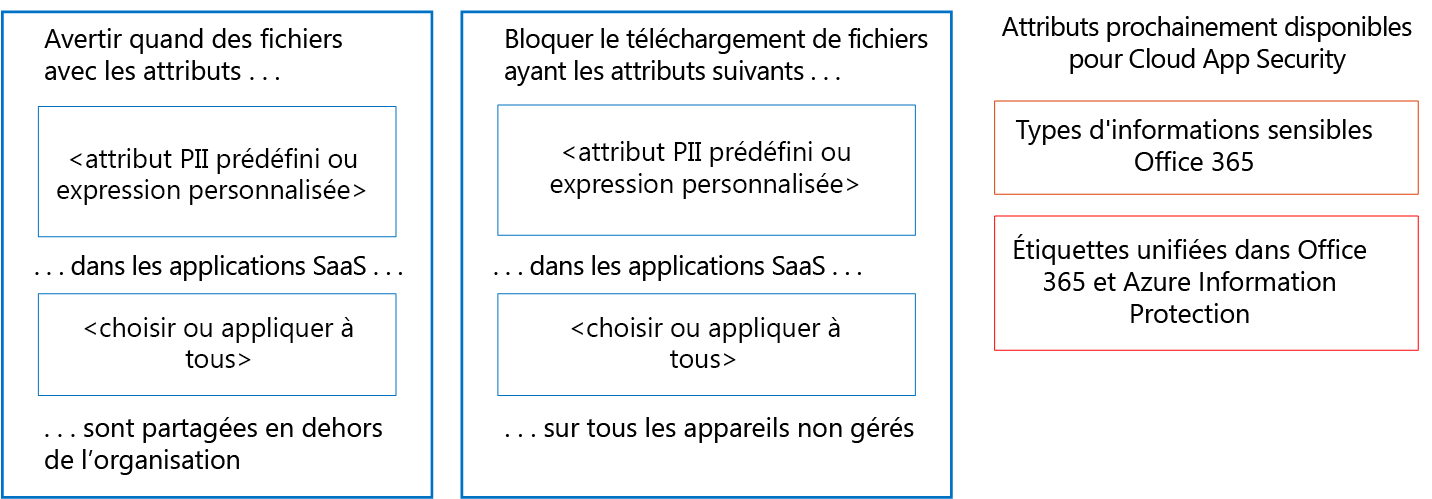 Avertir quand des fichiers
avec les attributs . . .
<attribut PII prédéfini ou
expression personnalisée>
. . . dans les applications SaaS . . .
<choisir ou appliquer à
tous>
. . . sont partagées en dehors
de l’organisation
Bloquer le téléchargement de fichiers
ayant les attributs suivants . . .
<attribut PII prédéfini ou
expression personnalisée>
. . . dans les applications SaaS . . .
<choisir ou appliquer à
tous>
. . . sur tous les appareils non gérés
Attributs prochainement disponibles
pour Cloud App Security
Types d'informations sensibles
Office 365
Étiquettes unifiées dans Office
365 et Azure Information
Protection